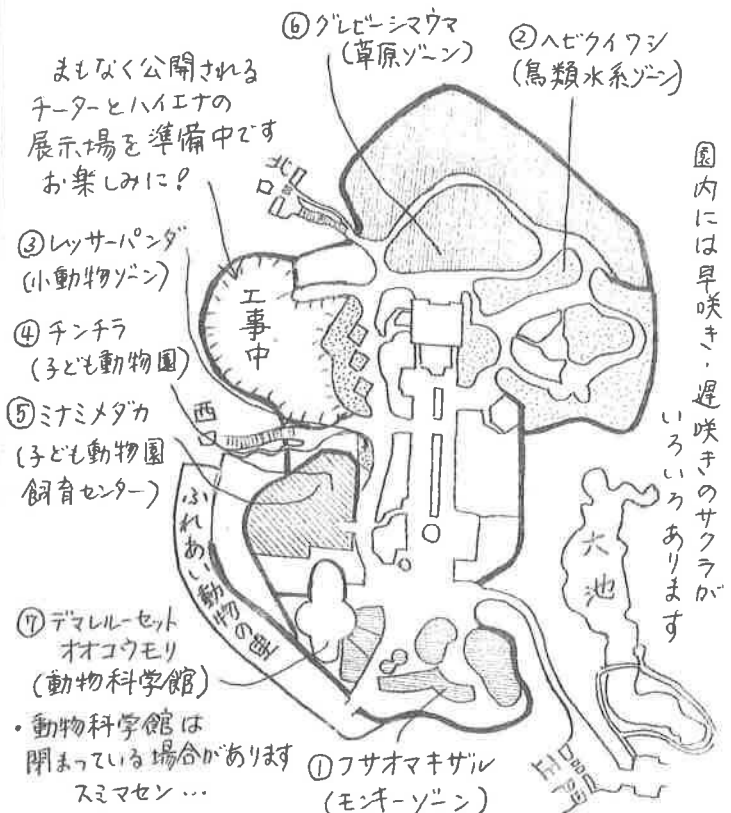 ⑥グレビーシマウマ
(草原ゾーン)
②ヘビクイワシ
(鳥類水系ゾーン)
まもなく公開される
チーターとハイエナの
展示場を準備中です
お楽しみに!
北口
③レッサーパンダ
(小動物ゾーン)
工事中
④チンチラ
(子ども動物園)
⑤ミナミメダカ
(子ども動物園
飼育センター)
西口
園内には早咲き・遅咲きのサクラが
いろいろあります
大池
ふれあい動物の里
⑦デマレルーセット
オオコウモリ
(動物科学館)
・動物科学館は
閉まっている場合があります
スミマセン…
①フサオマキザル
(モンキーゾーン)
正門